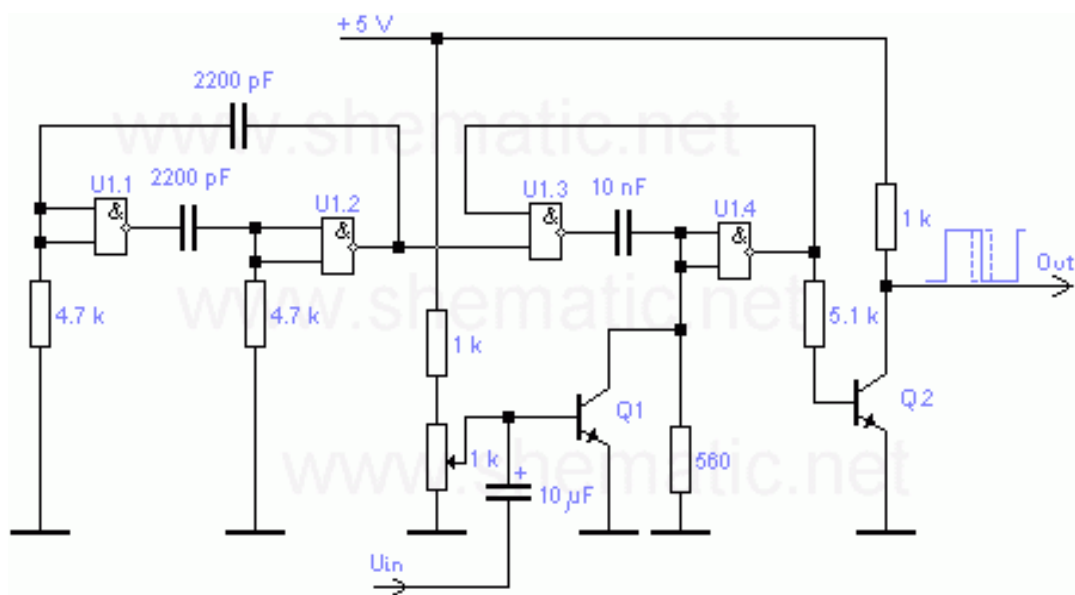 +5 V
2200 pF
www.shematic.net
2200 pF
U1.1
&
U1.2
&
U1.3
&
10 nF
U1.4
&
1 k
Out
www.shematic.net
4.7 k
4.7 k
1 k
5.1 k
Q1
Q2
www.shematic.net
1 k
+
10 µF
560
Uin